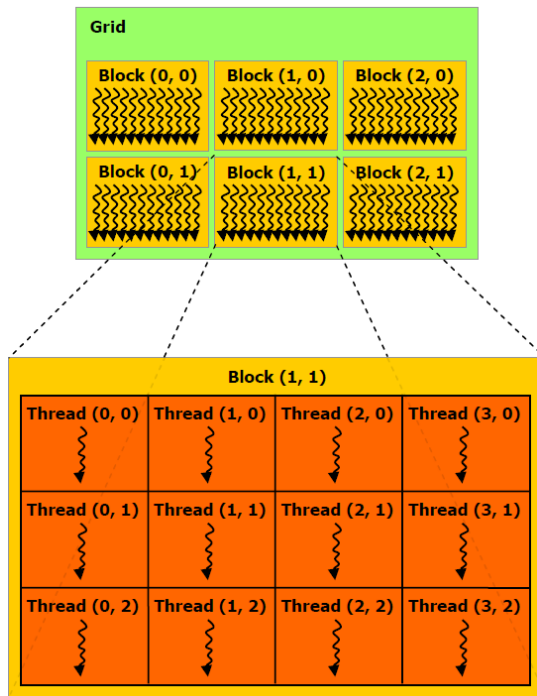 Grid
Block (0, 0) Block (1, 0) Block (2, 0)
Block (0, 1) Block (1, 1) Block (2, 1)
Block (1, 1)
Thread (0, 0) Thread (1, 0) Thread (2, 0) Thread (3, 0)
Thread (0, 1) Thread (1, 1) Thread (2, 1) Thread (3, 1)
Thread (0, 2) Thread (1, 2) Thread (2, 2) Thread (3, 2)